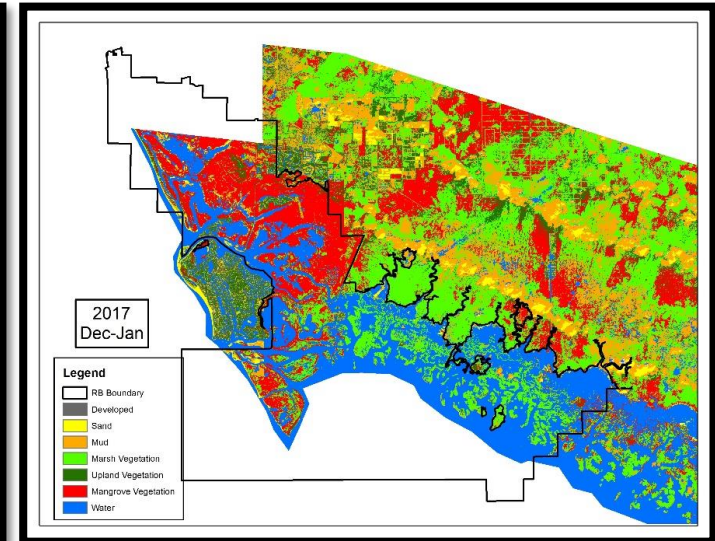 2017
Dec-Jan
Legend
RB Boundary
Developed
Sand
Mud
Marsh Vegetation
Upland Vegetation
Mangrove Vegetation
Water